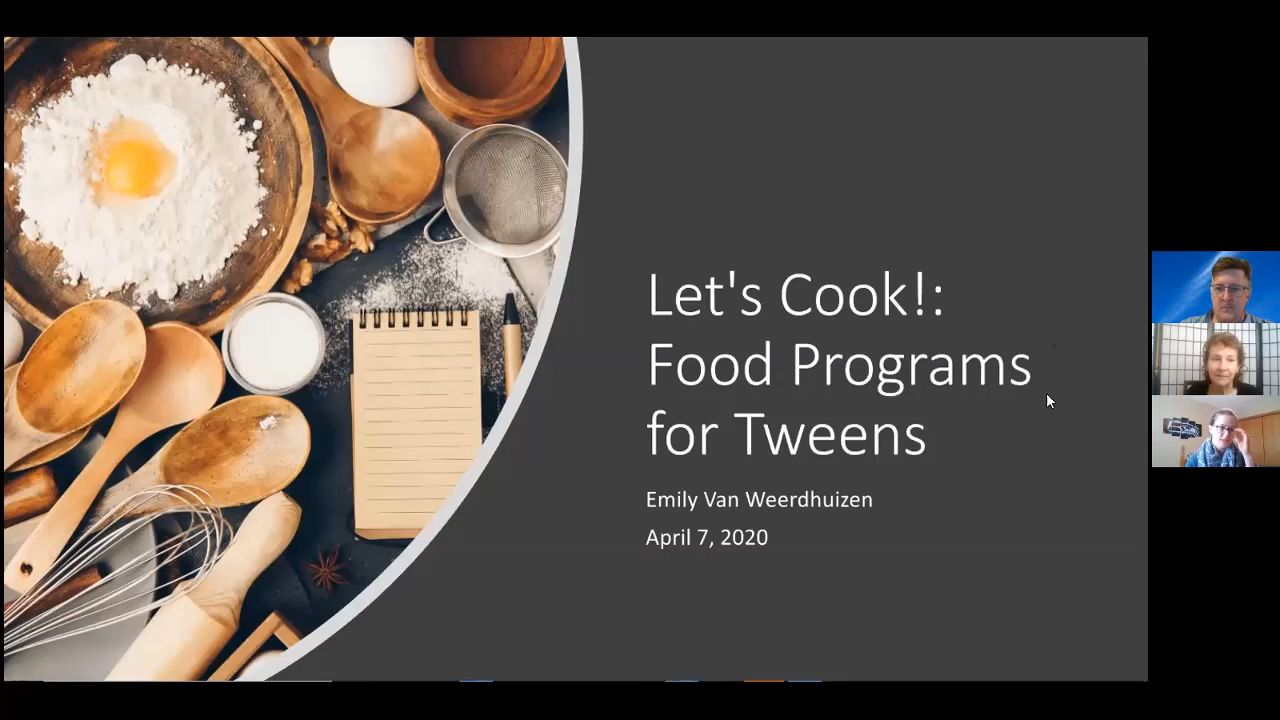 Let's Cook!:
Food Programs
for Tweens
Emily Van Weerdhuizen
April 7, 2020